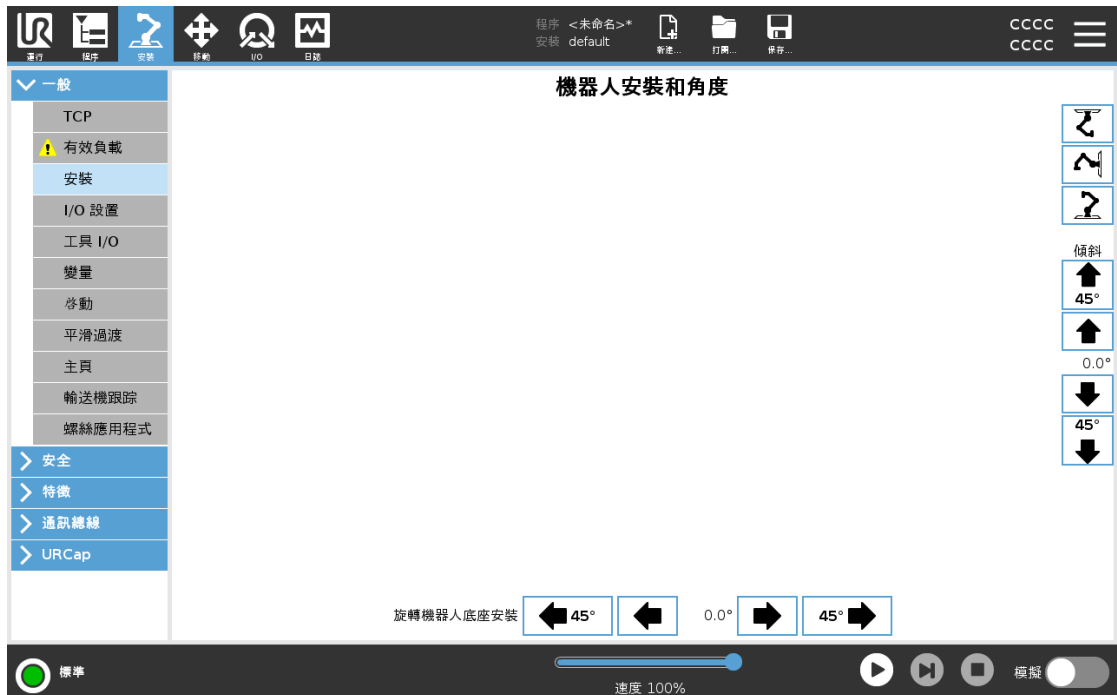 程序 <未命名>*
安裝 default
運行
程序
安裝
移動
I/O
日誌
新建...
打開...
保存...
cccc
cccc
一般
TCP
有效負載
安裝
I/O 設置
工具 I/O
變量
啓動
平滑過渡
主頁
輸送機跟踪
螺絲應用程式
安全
特徵
通訊總線
URCap
機器人安裝和角度
傾斜
45°
0.0°
45°
旋轉機器人底座安裝
45°
0.0°
45°
標準
速度 100%
模擬